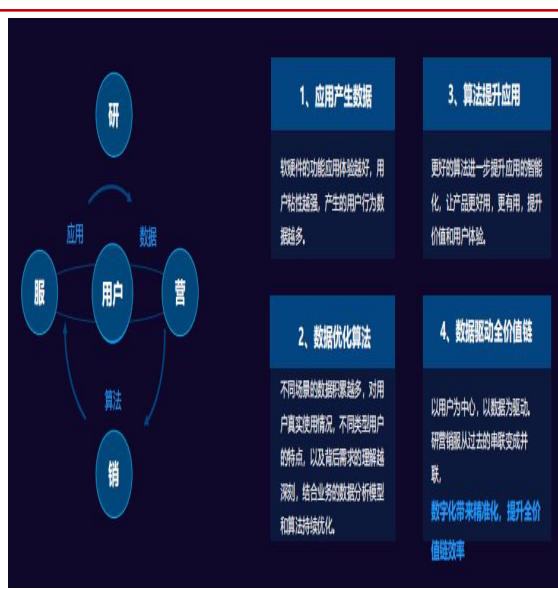 研
应用
数据
服
用户
营
算法
销
1、应用产生数据
软硬件的功能应用体验越好，用
户粘性越强，产生的用户行为数
据越多。
2、数据优化算法
不同场景的数据积累越多，对用
户真实使用情况，不同类型用户
的特点，以及背后需求的理解越
深刻，结合业务的数据分析模型
和算法持续优化。
3、算法提升应用
更好的算法进一步提升应用的智能
化，让产品更好用，更有用，提升
价值和用户体验。
4、数据驱动全价值链
以用户为中心，以数据为驱动。
研营销服从过去的串联变成并
联，
数字化带来精准化，提升全价
值链效率